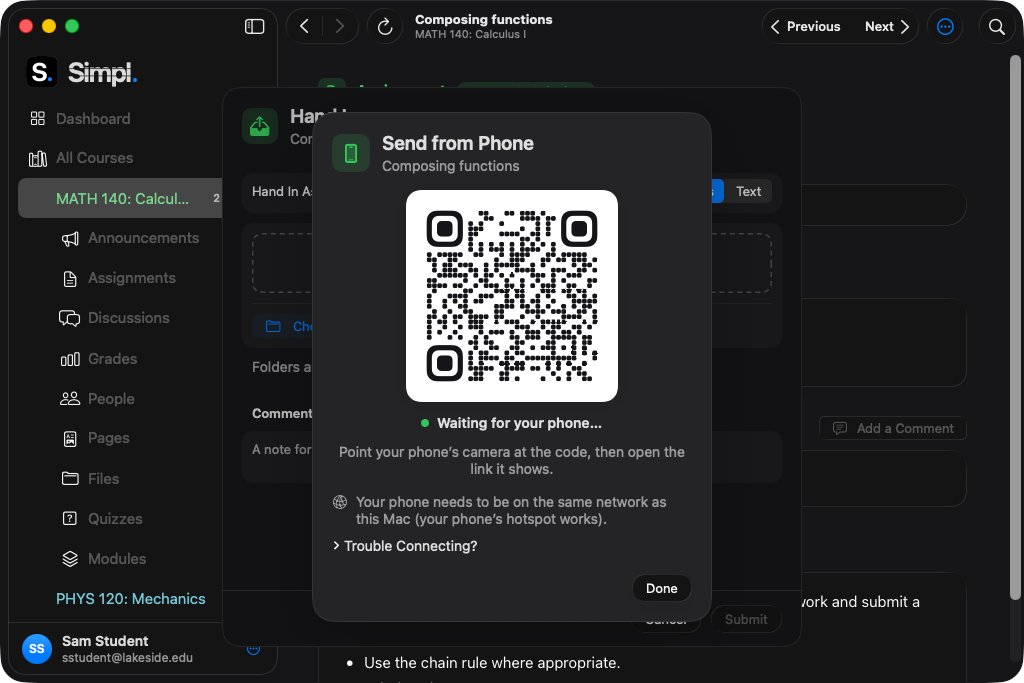 Composing functions
MATH 140: Calculus I
Previous
Next
S. Simpl.
Dashboard
All Courses
MATH 140: Calcul... 2
Announcements
Assignments
Discussions
Grades
People
Pages
Files
Quizzes
Modules
PHYS 120: Mechanics
SS
Sam Student
sstudent@lakeside.edu
Hand In
Text
Folders
Comment
A note for
Send from Phone
Composing functions
Waiting for your phone...
Point your phone’s camera at the code, then open the
link it shows.
Your phone needs to be on the same network as
this Mac (your phone’s hotspot works).
Trouble Connecting?
Done
Cancel
Submit
Add a Comment
work and submit a
Use the chain rule where appropriate.